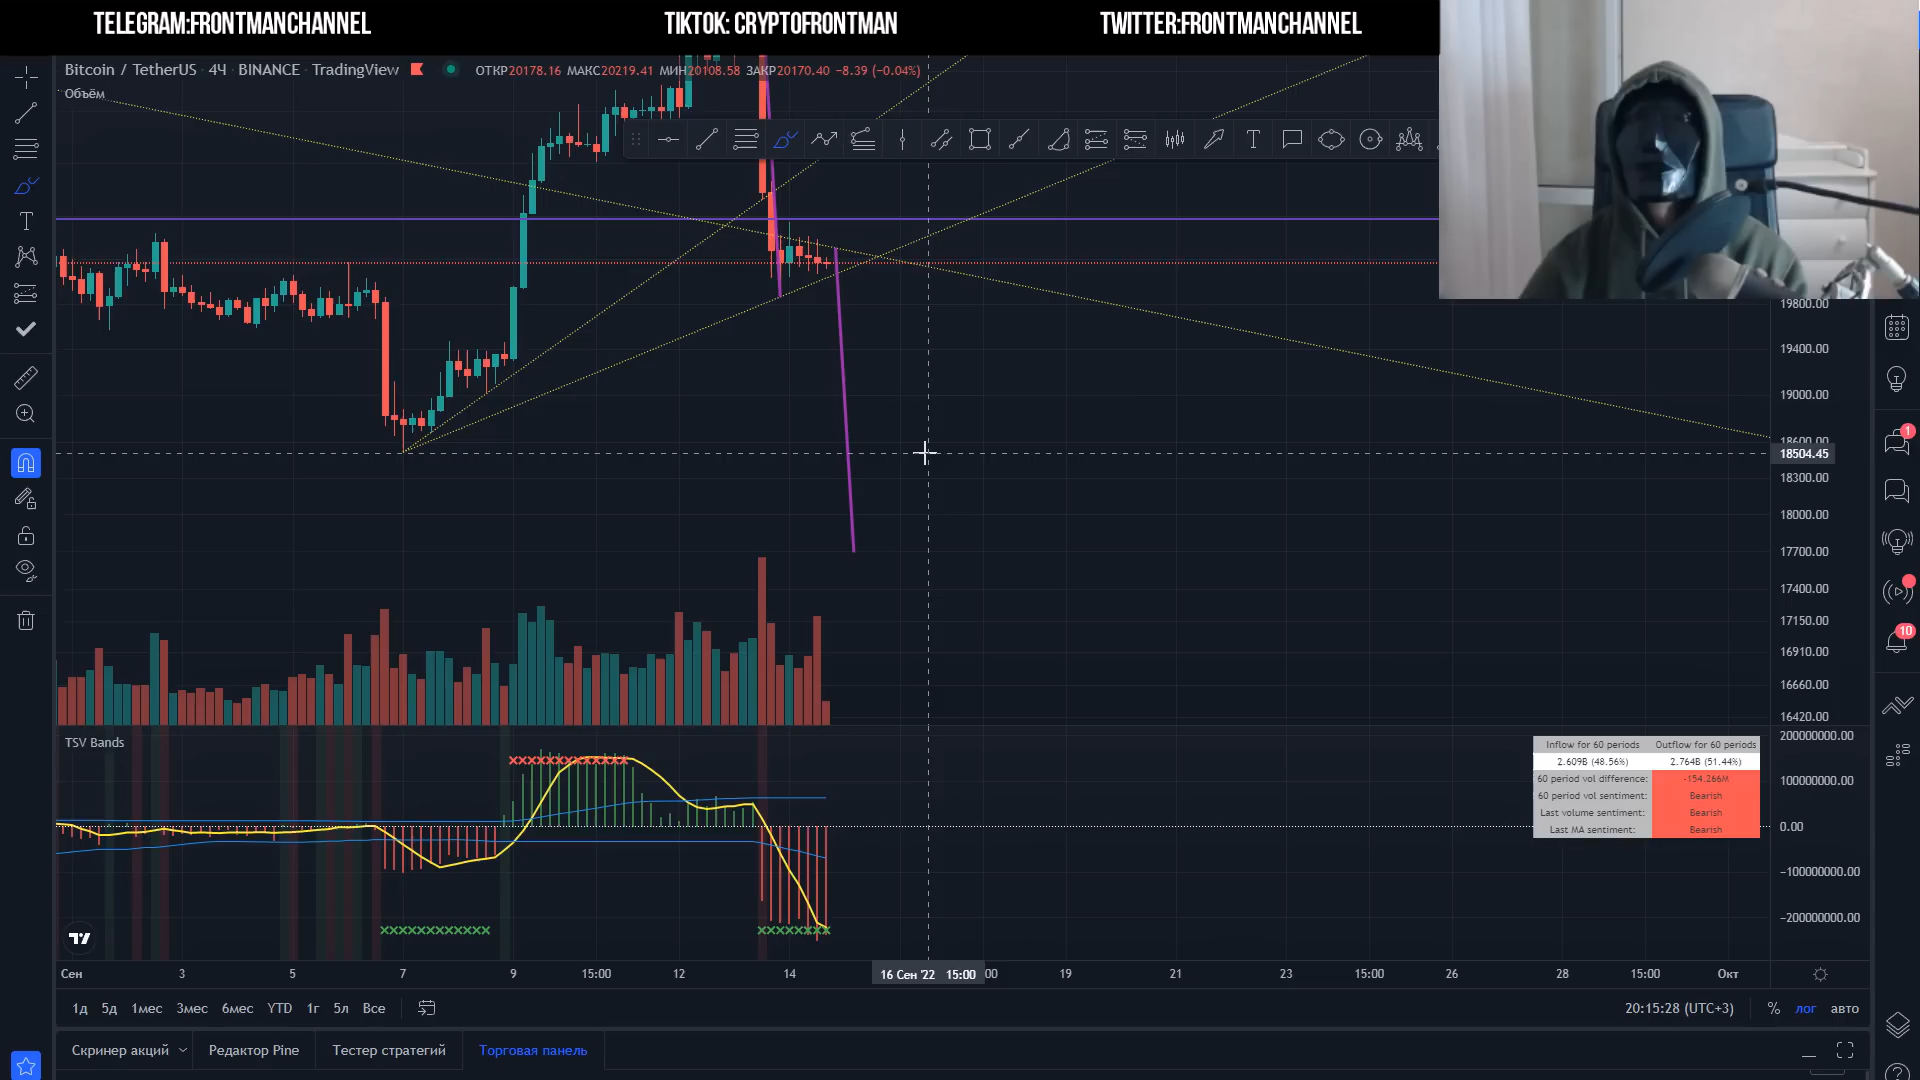 TELEGRAM:FRONTMANCHANNEL
TIKTOK: CRYPTOFRONTMAN
TWITTER:FRONTMANCHANNEL
Bitcoin / TetherUS · 4Ч · BINANCE · TradingView
ОТКР20178.16 МАКС20219.41 МИН20108.58 ЗАКР20170.40 −8.39 (−0.04%)
Объём
19800.00
19400.00
19000.00
18600.00
18504.45
18300.00
18000.00
17700.00
17400.00
17150.00
16910.00
16660.00
16420.00
1
10
TSV Bands
200000000.00
100000000.00
0.00
−100000000.00
−200000000.00
Inflow for 60 periods Outflow for 60 periods
2.609B (48.56%) 2.764B (51.44%)
60 period vol difference: -154.266M
60 period vol sentiment: Bearish
Last volume sentiment: Bearish
Last MA sentiment: Bearish
Сен 3 5 7 9 15:00 12 14 16 Сен '22 15:00 :00 19 21 23 15:00 26 28 15:00 Окт
1д 5д 1мес 3мес 6мес YTD 1г 5л Все
20:15:28 (UTC+3) % лог авто
Скринер акций Редактор Pine Тестер стратегий Торговая панель